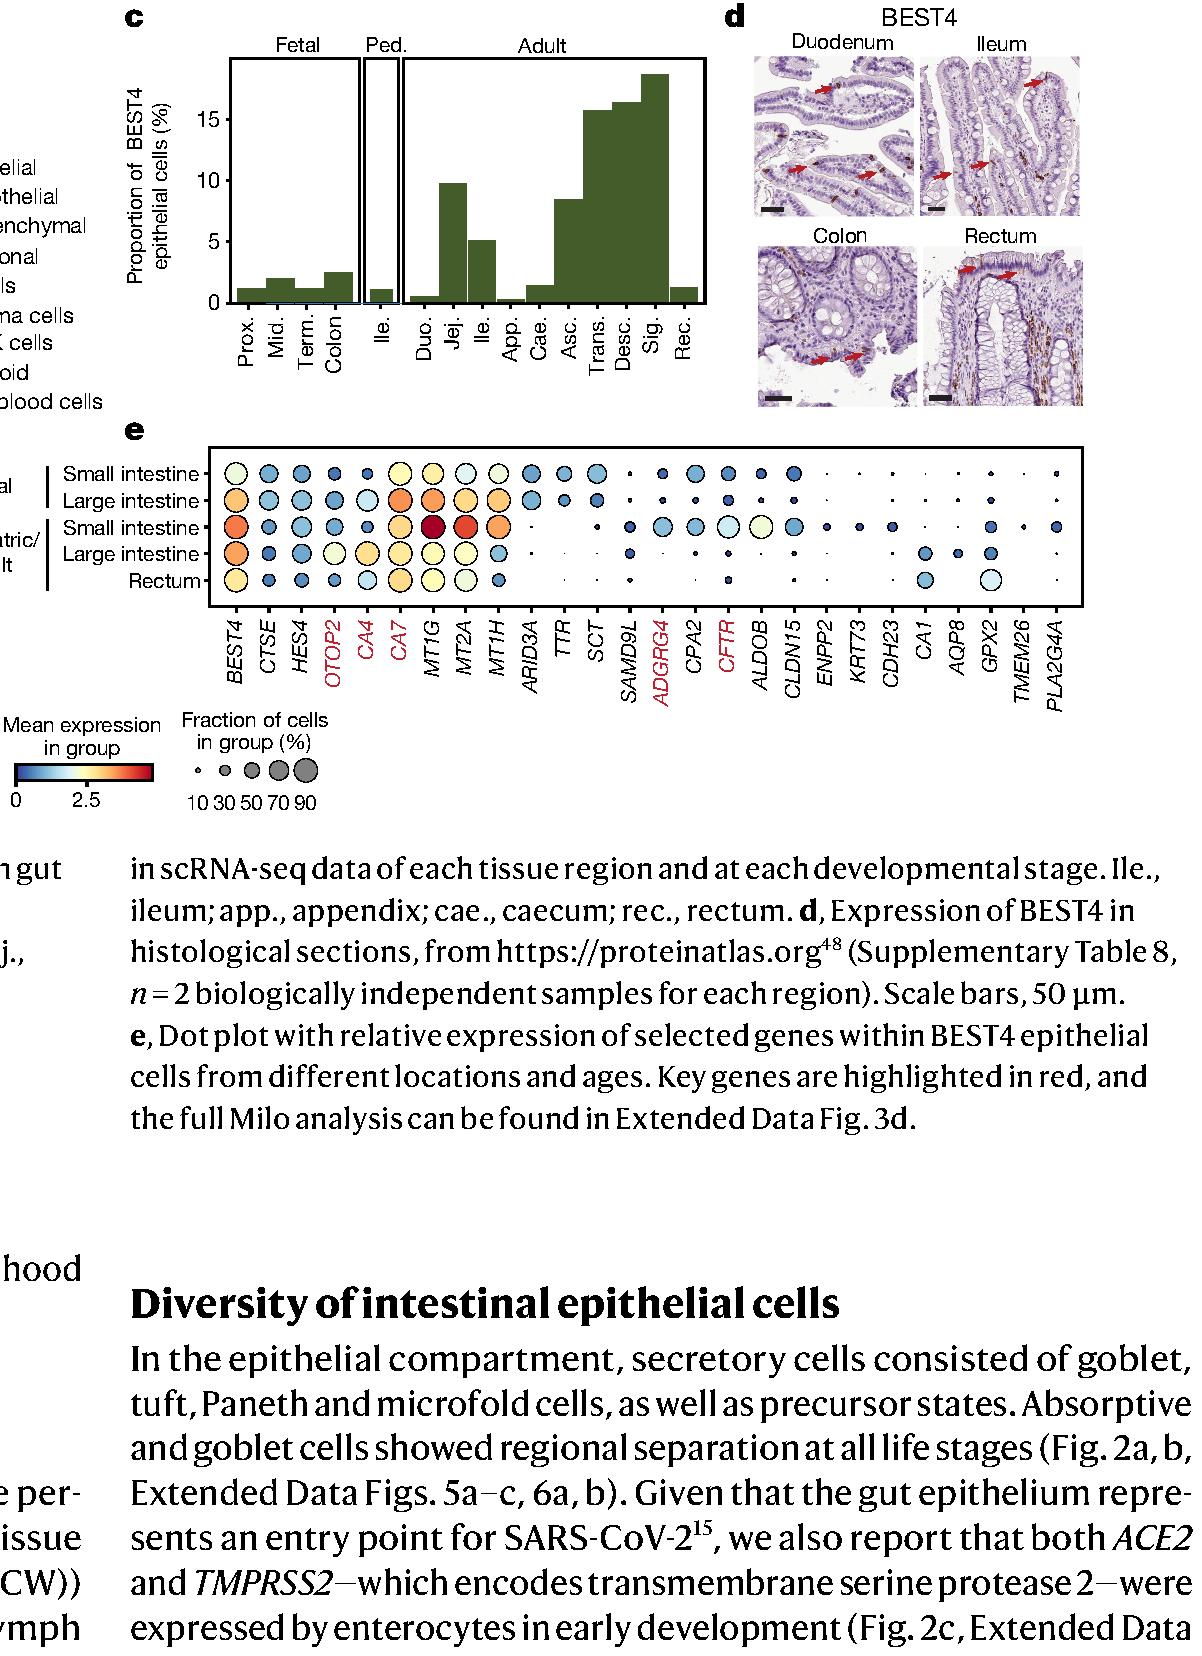 c
Fetal Ped. Adult
Proportion of BEST4
epithelial cells (%)
15
10
5
0
Prox. Mid. Term. Colon Ile. Duo. Jej. Ile. App. Cae. Asc. Trans. Desc. Sig. Rec.
d
BEST4
Duodenum Ileum
Colon Rectum
elial
othelial
enchymal
onal
ls
ma cells
K cells
oid
blood cells
e
al
tric/
lt
Small intestine
Large intestine
Small intestine
Large intestine
Rectum
BEST4 CTSE HES4 OTOP2 CA4 CA7 MT1G MT2A MT1H ARID3A TTR SCT SAMD9L ADGRG4 CPA2 CFTR ALDOB CLDN15 ENPP2 KRT73 CDH23 CA1 AQP8 GPX2 TMEM26 PLA2G4A
Mean expression
in group
0 2.5
Fraction of cells
in group (%)
10 30 50 70 90
n gut
j.,
in scRNA-seq data of each tissue region and at each developmental stage. Ile.,
ileum; app., appendix; cae., caecum; rec., rectum. d, Expression of BEST4 in
histological sections, from https://proteinatlas.org48 (Supplementary Table 8,
n = 2 biologically independent samples for each region). Scale bars, 50 μm.
e, Dot plot with relative expression of selected genes within BEST4 epithelial
cells from different locations and ages. Key genes are highlighted in red, and
the full Milo analysis can be found in Extended Data Fig. 3d.
hood
e per-
issue
CW))
ymph
Diversity of intestinal epithelial cells
In the epithelial compartment, secretory cells consisted of goblet,
tuft, Paneth and microfold cells, as well as precursor states. Absorptive
and goblet cells showed regional separation at all life stages (Fig. 2a, b,
Extended Data Figs. 5a–c, 6a, b). Given that the gut epithelium repre-
sents an entry point for SARS-CoV-215, we also report that both ACE2
and TMPRSS2—which encodes transmembrane serine protease 2—were
expressed by enterocytes in early development (Fig. 2c, Extended Data